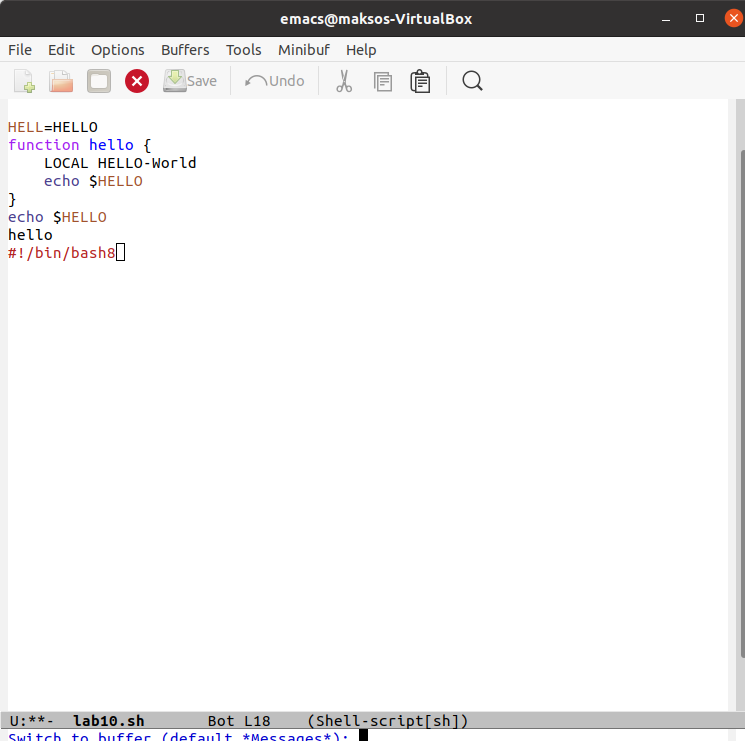 emacs@maksos-VirtualBox
File Edit Options Buffers Tools Minibuf Help
Save Undo
HELL=HELLO
function hello {
    LOCAL HELLO-World
    echo $HELLO
}
echo $HELLO
hello
#!/bin/bash8
U:**-  lab10.sh       Bot L18    (Shell-script[sh])
Switch to buffer (default *Messages*):